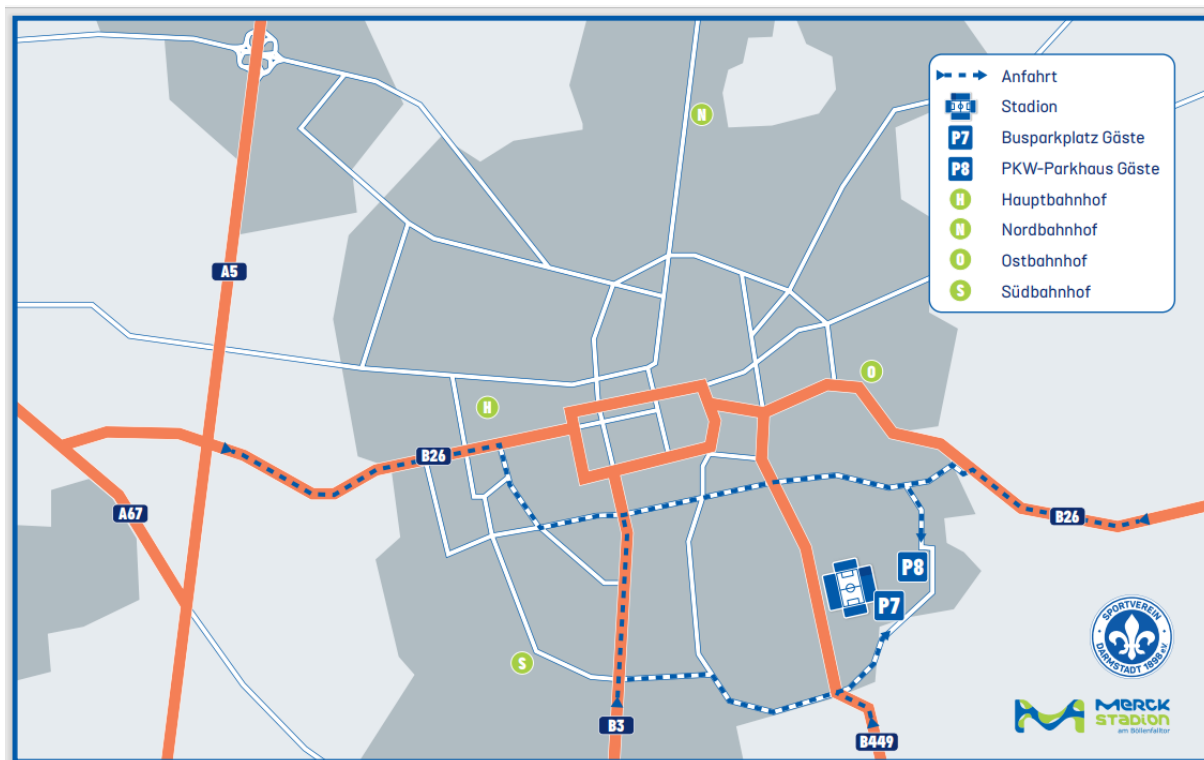 Anfahrt
Stadion
P7 Busparkplatz Gäste
P8 PKW-Parkhaus Gäste
H Hauptbahnhof
N Nordbahnhof
O Ostbahnhof
S Südbahnhof
N
A5
O
H
B26
A67
B26
P8
P7
S
B3
B449
SPORTVEREIN
DARMSTADT 1898 e.V.
MERCK
STADION
am Böllenfalltor